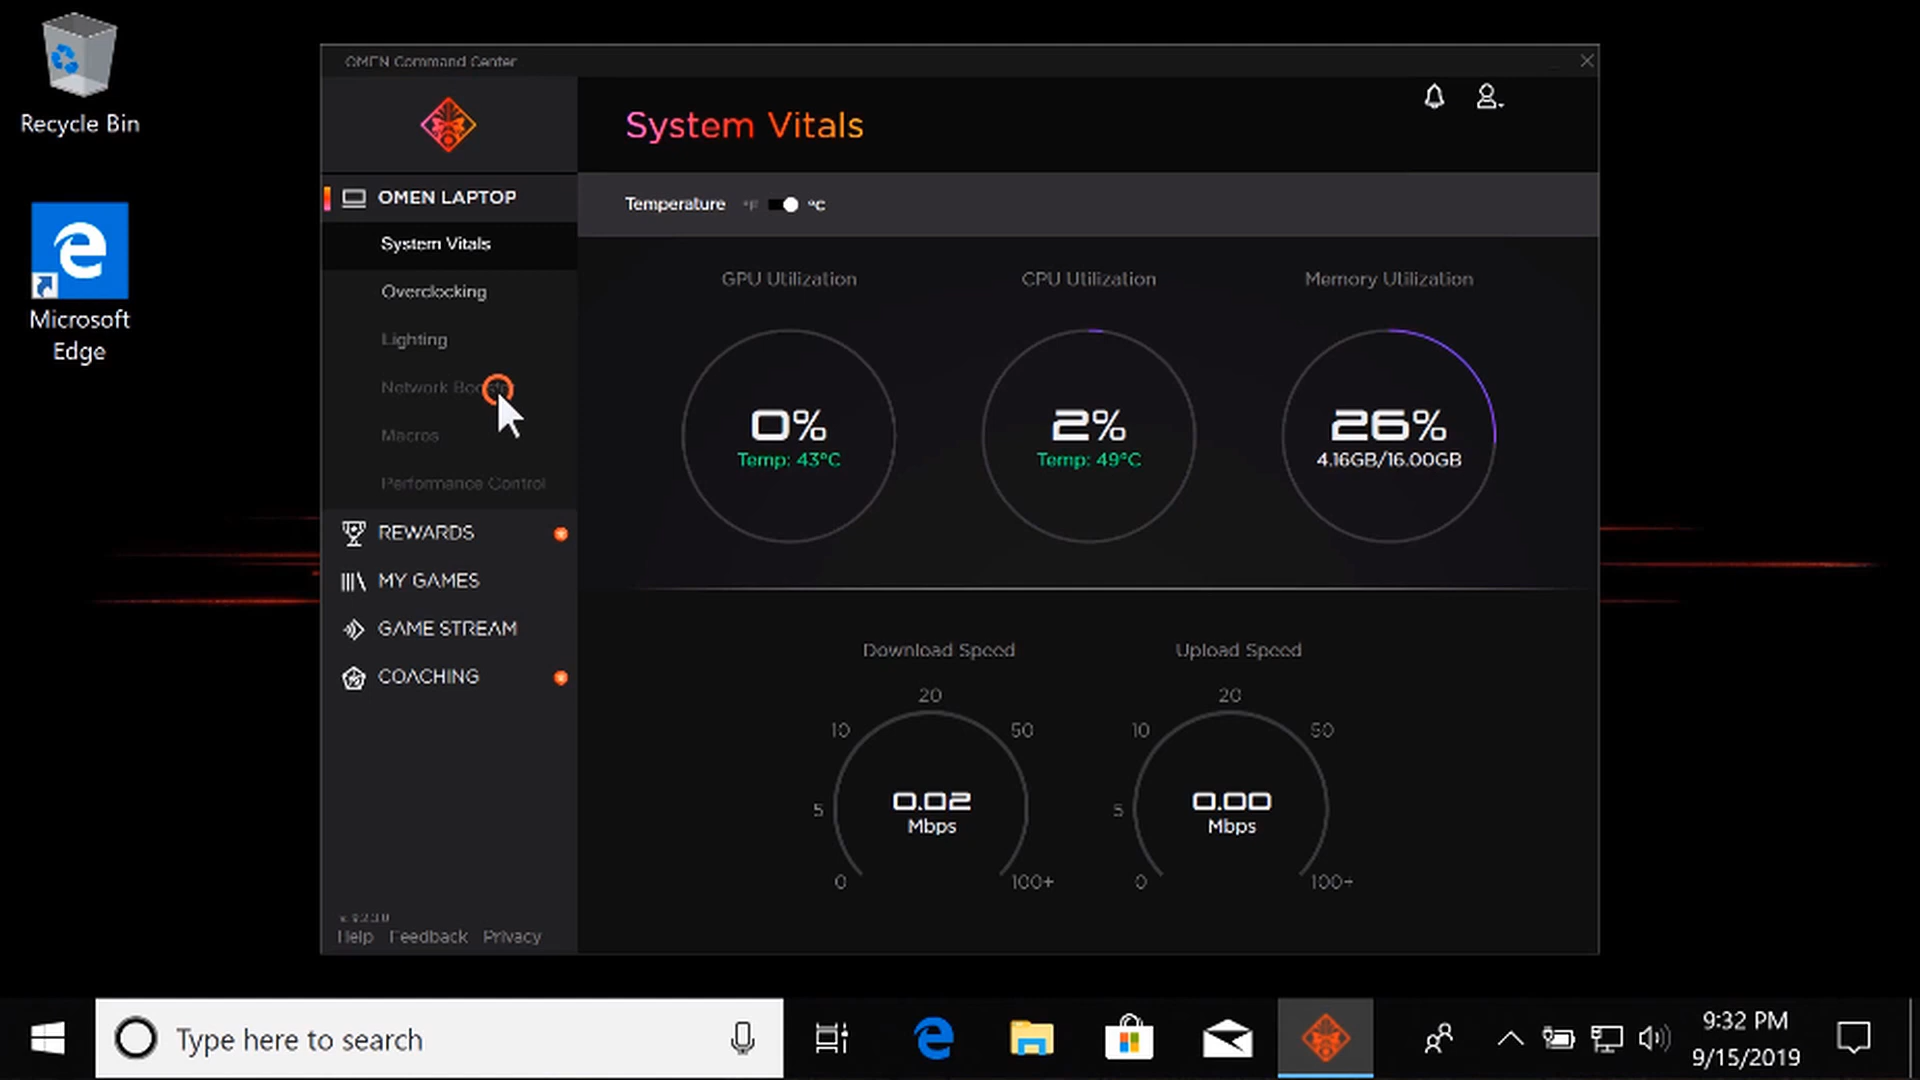 Recycle Bin
Microsoft
Edge
OMEN Command Center
System Vitals
OMEN LAPTOP
System Vitals
Overclocking
Lighting
Network Booster
Macros
Performance Control
REWARDS
MY GAMES
GAME STREAM
COACHING
Help Feedback Privacy
Temperature °F °C
GPU Utilization
0%
Temp: 43°C
CPU Utilization
2%
Temp: 49°C
Memory Utilization
26%
4.16GB/16.00GB
Download Speed
20
10 50
5
0.02
Mbps
0 100+
Upload Speed
20
10 50
5
0.00
Mbps
0 100+
Type here to search
9:32 PM
9/15/2019